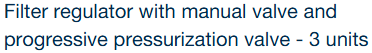 Filter regulator with manual valve and
progressive pressurization valve - 3 units